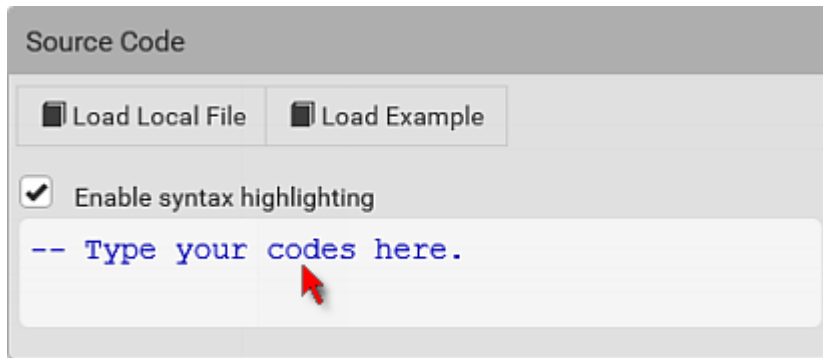 Source Code
Load Local File Load Example
Enable syntax highlighting
-- Type your codes here.